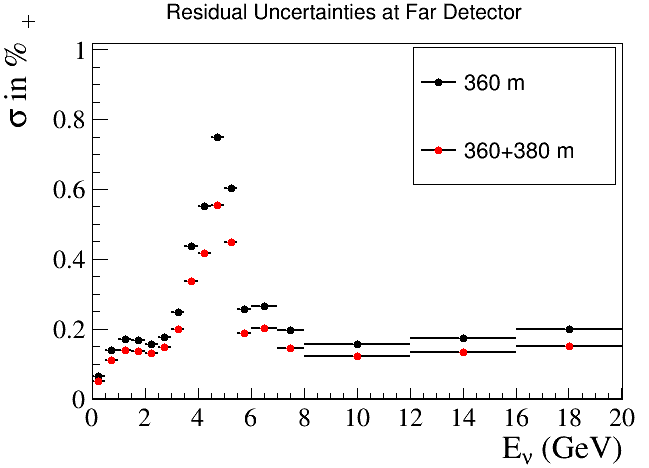 Residual Uncertainties at Far Detector
σ in % +
1
0.8
0.6
0.4
0.2
0
360 m
360+380 m
0 2 4 6 8 10 12 14 16 18 20
Eν (GeV)